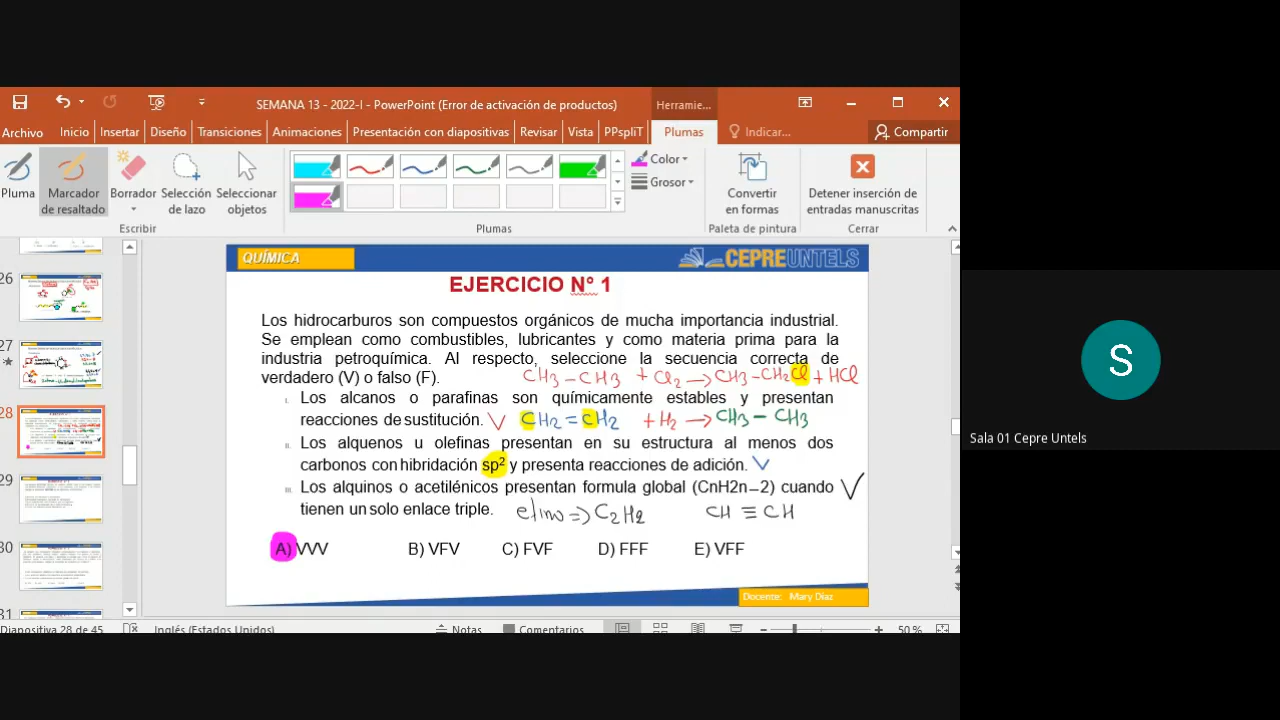 SEMANA 13 - 2022-I - PowerPoint (Error de activación de productos)
Herramie...
Archivo
Inicio
Insertar
Diseño
Transiciones
Animaciones
Presentación con diapositivas
Revisar
Vista
PPspliT
Plumas
Indicar...
Compartir
Pluma
Marcador de resaltado
Borrador
Selección de lazo
Seleccionar objetos
Color
Grosor
Convertir en formas
Detener inserción de entradas manuscritas
Escribir
Plumas
Paleta de pintura
Cerrar
26
27
28
29
30
31
QUÍMICA
CEPREUNTELS
EJERCICIO N° 1
Los hidrocarburos son compuestos orgánicos de mucha importancia industrial.
Se emplean como combustibles, lubricantes y como materia prima para la
industria petroquímica. Al respecto, seleccione la secuencia correcta de
verdadero (V) o falso (F). CH3 - CH3 + Cl2 → CH3 - CH2Cl + HCl
I. Los alcanos o parafinas son químicamente estables y presentan
reacciones de sustitución. V CH2 = CH2 + H2 → CH3 - CH3
II. Los alquenos u olefinas presentan en su estructura al menos dos
carbonos con hibridación sp2 y presenta reacciones de adición. V
III. Los alquinos o acetilénicos presentan formula global (CnH2n-2) cuando V
tienen un solo enlace triple. etino => C2H2 CH ≡ CH
A) VVV B) VFV C) FVF D) FFF E) VFF
Docente: Mary Díaz
Diapositiva 28 de 45
Inglés (Estados Unidos)
Notas
Comentarios
50 %
S
Sala 01 Cepre Untels